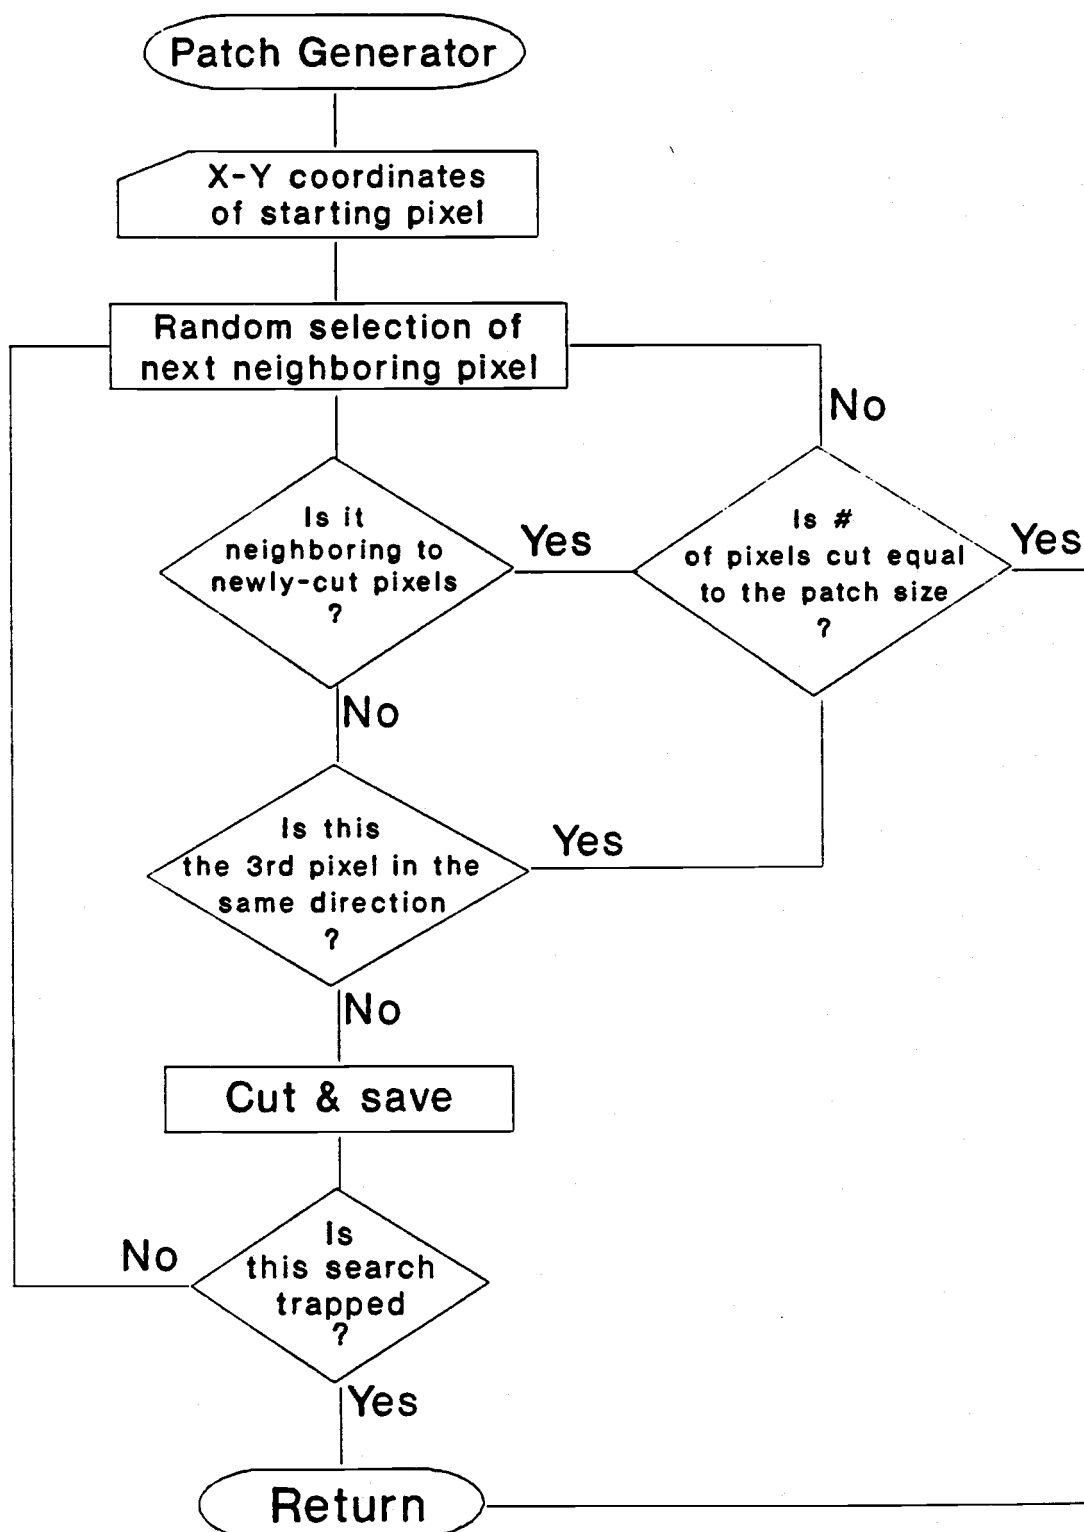 Patch Generator
X-Y coordinates
of starting pixel
Random selection of
next neighboring pixel
No
Is it
neighboring to
newly-cut pixels
?
Yes
Is #
of pixels cut equal
to the patch size
?
Yes
No
Is this
the 3rd pixel in the
same direction
?
Yes
No
Cut & save
Is
this search
trapped
?
No
Yes
Return